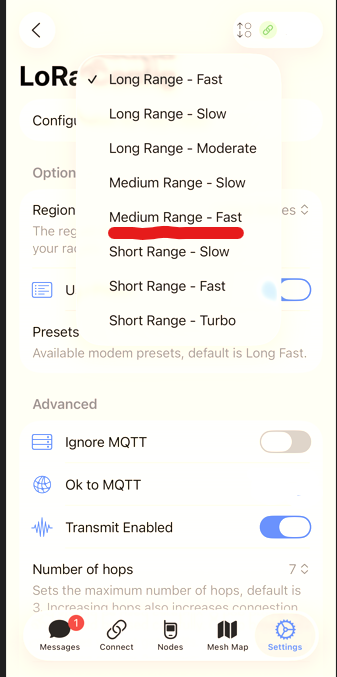 LoRa
✓ Long Range - Fast
Long Range - Slow
Long Range - Moderate
Medium Range - Slow
Medium Range - Fast
Short Range - Slow
Short Range - Fast
Short Range - Turbo
Option
Region
es
The reg
your rac
U
Presets
Available modem presets, default is Long Fast.
Advanced
Ignore MQTT
Ok to MQTT
Transmit Enabled
Number of hops 7
Sets the maximum number of hops, default is
3. Increasing hops also increases congestion
1
Messages Connect Nodes Mesh Map Settings